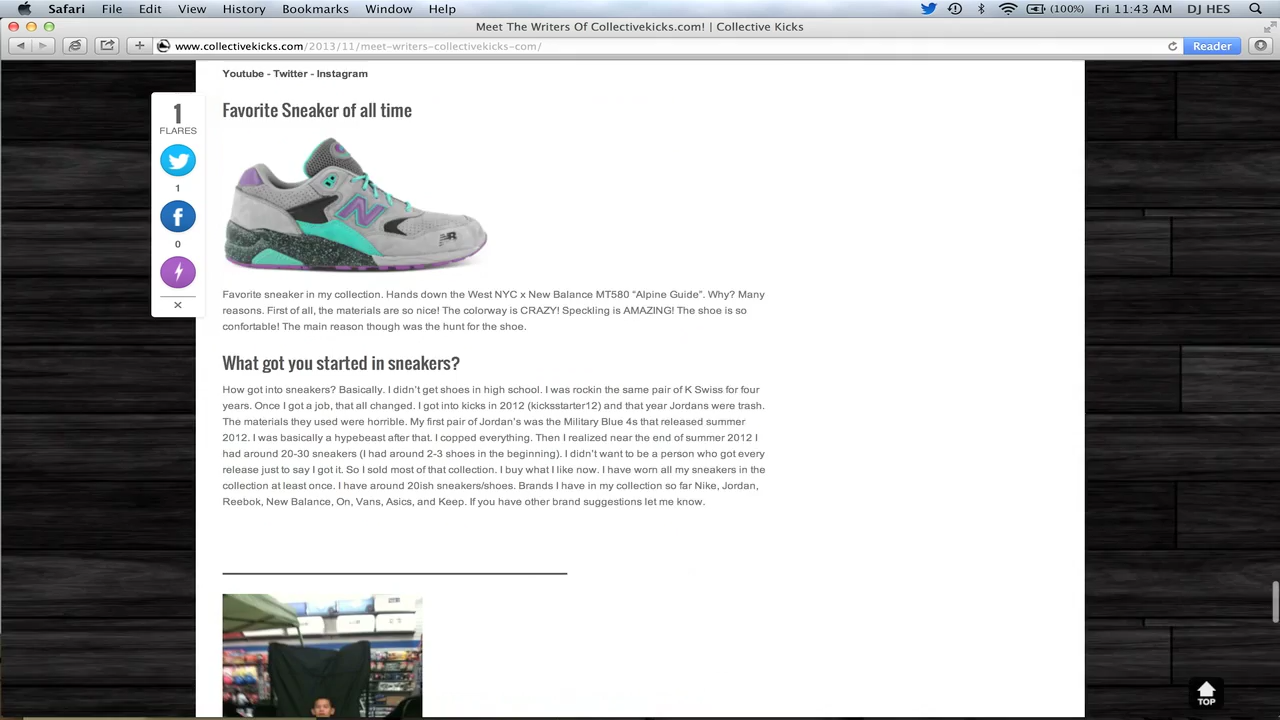 Safari File Edit View History Bookmarks Window Help (100%) Fri 11:43 AM DJ HES
Meet The Writers Of Collectivekicks.com! | Collective Kicks
www.collectivekicks.com/2013/11/meet-writers-collectivekicks-com/ Reader
Youtube - Twitter - Instagram
1
FLARES
1
0
Favorite Sneaker of all time
N
Favorite sneaker in my collection. Hands down the West NYC x New Balance MT580 “Alpine Guide”. Why? Many
reasons. First of all, the materials are so nice! The colorway is CRAZY! Speckling is AMAZING! The shoe is so
confortable! The main reason though was the hunt for the shoe.
What got you started in sneakers?
How got into sneakers? Basically. I didn’t get shoes in high school. I was rockin the same pair of K Swiss for four
years. Once I got a job, that all changed. I got into kicks in 2012 (kicksstarter12) and that year Jordans were trash.
The materials they used were horrible. My first pair of Jordan’s was the Military Blue 4s that released summer
2012. I was basically a hypebeast after that. I copped everything. Then I realized near the end of summer 2012 I
had around 20-30 sneakers (I had around 2-3 shoes in the beginning). I didn’t want to be a person who got every
release just to say I got it. So I sold most of that collection. I buy what I like now. I have worn all my sneakers in the
collection at least once. I have around 20ish sneakers/shoes. Brands I have in my collection so far Nike, Jordan,
Reebok, New Balance, On, Vans, Asics, and Keep. If you have other brand suggestions let me know.
TOP